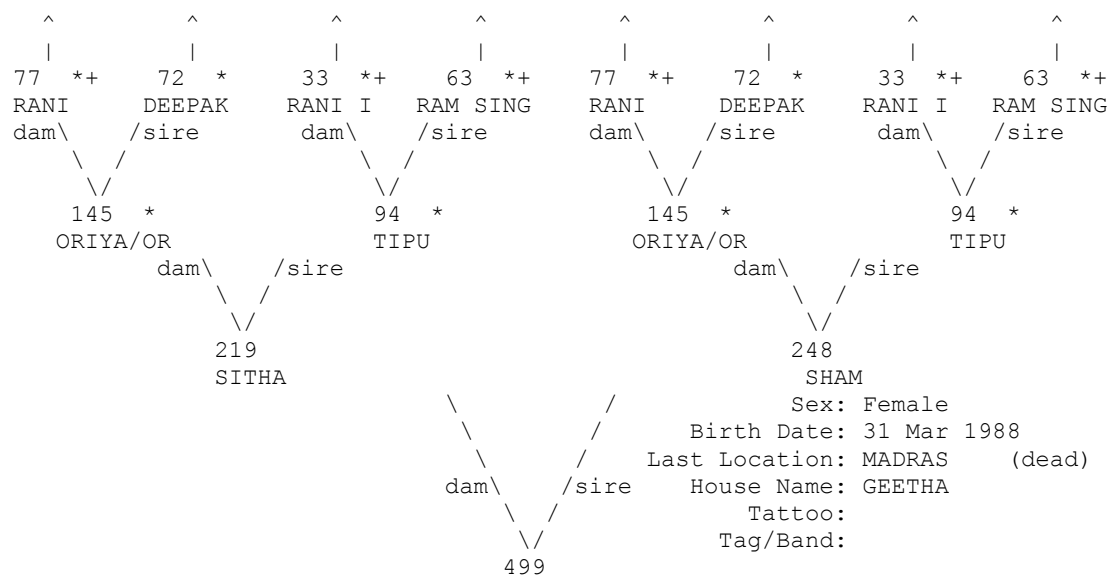 ^ ^ ^ ^ ^ ^ ^ ^
| | | | | | | |
77 *+ 72 * 33 *+ 63 *+ 77 *+ 72 * 33 *+ 63 *+
RANI DEEPAK RANI I RAM SING RANI DEEPAK RANI I RAM SING
dam\ /sire dam\ /sire dam\ /sire dam\ /sire
\ / \ / \ / \ /
\/ \/ \/ \/
145 * 94 * 145 * 94 *
ORIYA/OR TIPU ORIYA/OR TIPU
dam\ /sire dam\ /sire
\ / \ /
\/ \/
219 248
SITHA SHAM
\ / Sex: Female
\ / Birth Date: 31 Mar 1988
\ / Last Location: MADRAS (dead)
dam\ /sire House Name: GEETHA
\ / Tattoo:
\/ Tag/Band:
499